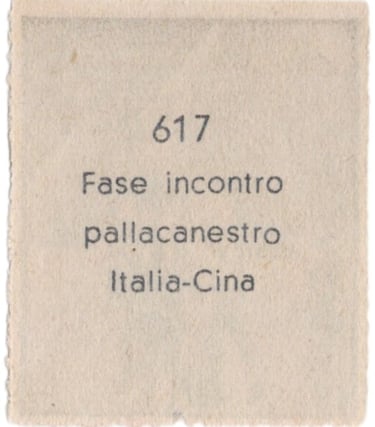 617
Fase incontro
pallacanestro
Italia-Cina